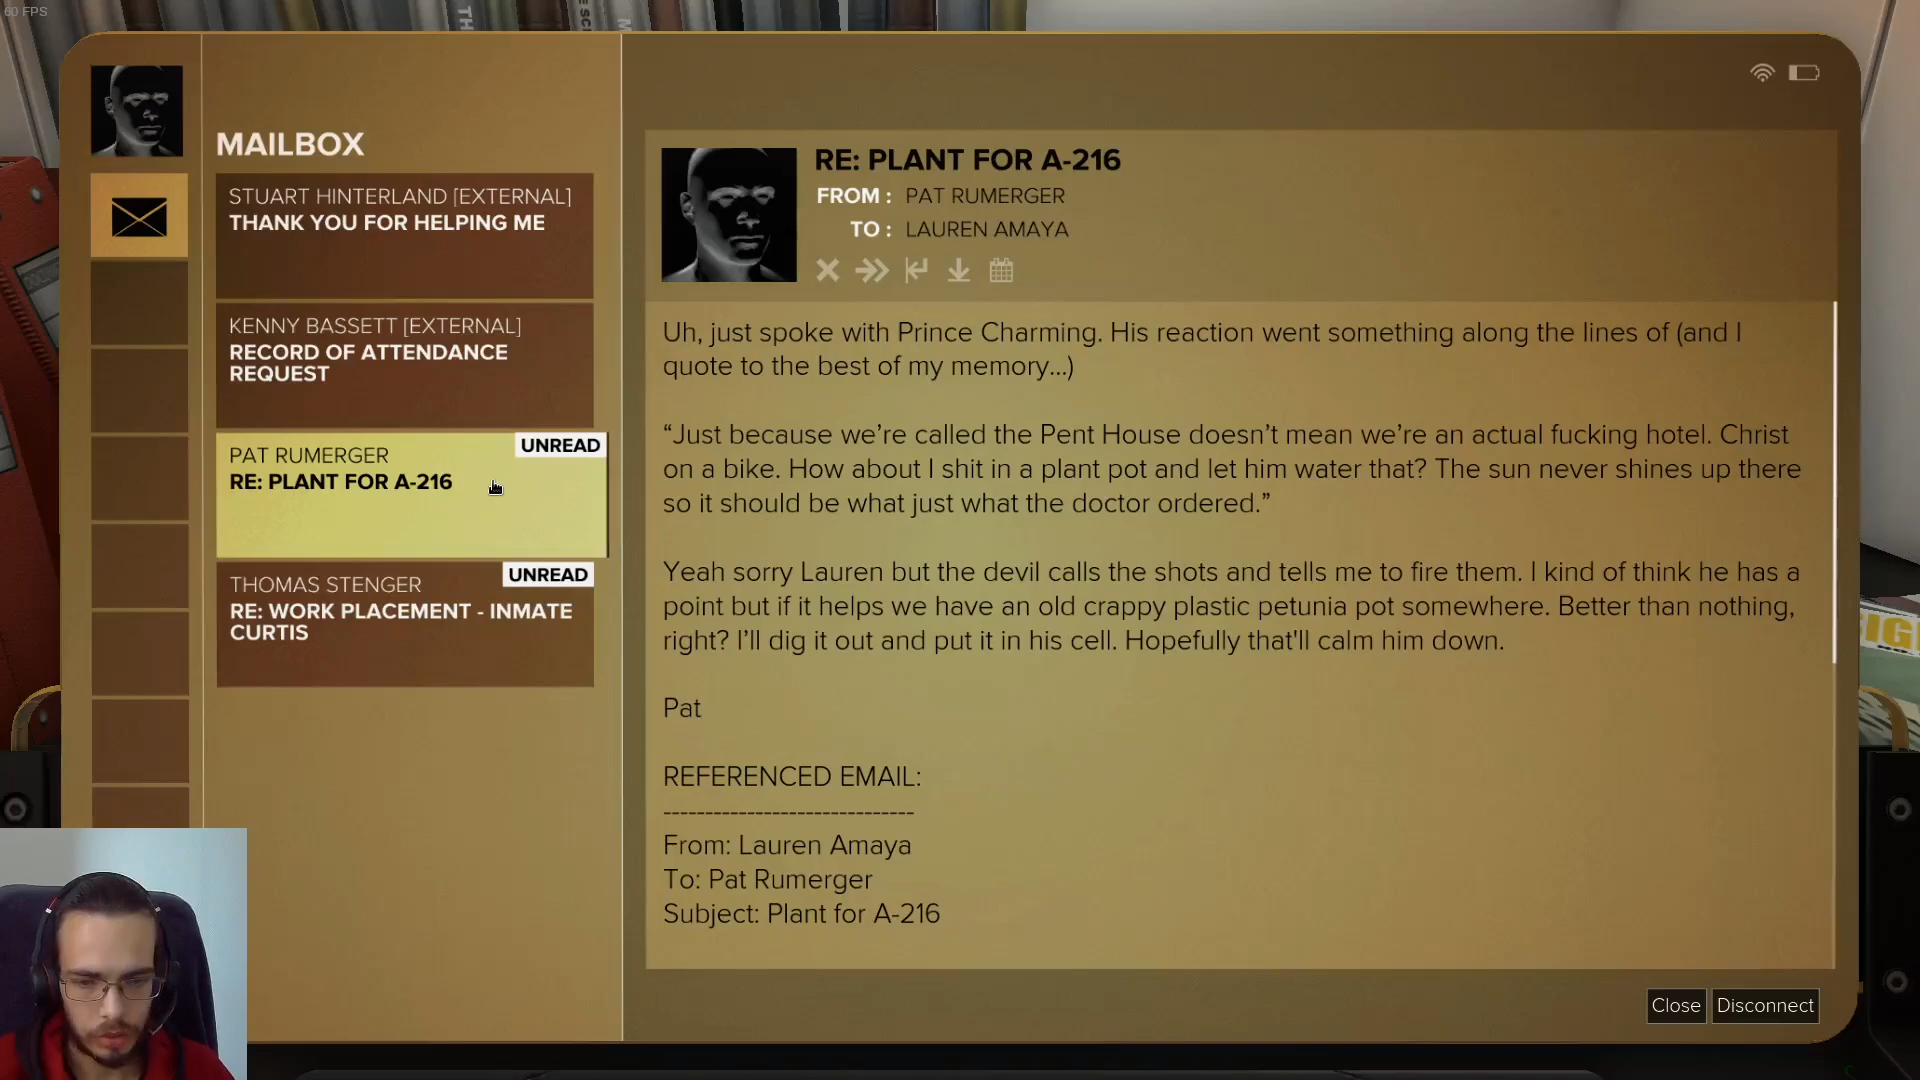 60 FPS
MAILBOX
STUART HINTERLAND [EXTERNAL]
THANK YOU FOR HELPING ME
KENNY BASSETT [EXTERNAL]
RECORD OF ATTENDANCE
REQUEST
UNREAD
PAT RUMERGER
RE: PLANT FOR A-216
UNREAD
THOMAS STENGER
RE: WORK PLACEMENT - INMATE
CURTIS
RE: PLANT FOR A-216
FROM : PAT RUMERGER
TO : LAUREN AMAYA
Uh, just spoke with Prince Charming. His reaction went something along the lines of (and I
quote to the best of my memory...)
“Just because we’re called the Pent House doesn’t mean we’re an actual fucking hotel. Christ
on a bike. How about I shit in a plant pot and let him water that? The sun never shines up there
so it should be what just what the doctor ordered.”
Yeah sorry Lauren but the devil calls the shots and tells me to fire them. I kind of think he has a
point but if it helps we have an old crappy plastic petunia pot somewhere. Better than nothing,
right? I’ll dig it out and put it in his cell. Hopefully that'll calm him down.
Pat
REFERENCED EMAIL:
----------------------------
From: Lauren Amaya
To: Pat Rumerger
Subject: Plant for A-216
Close Disconnect